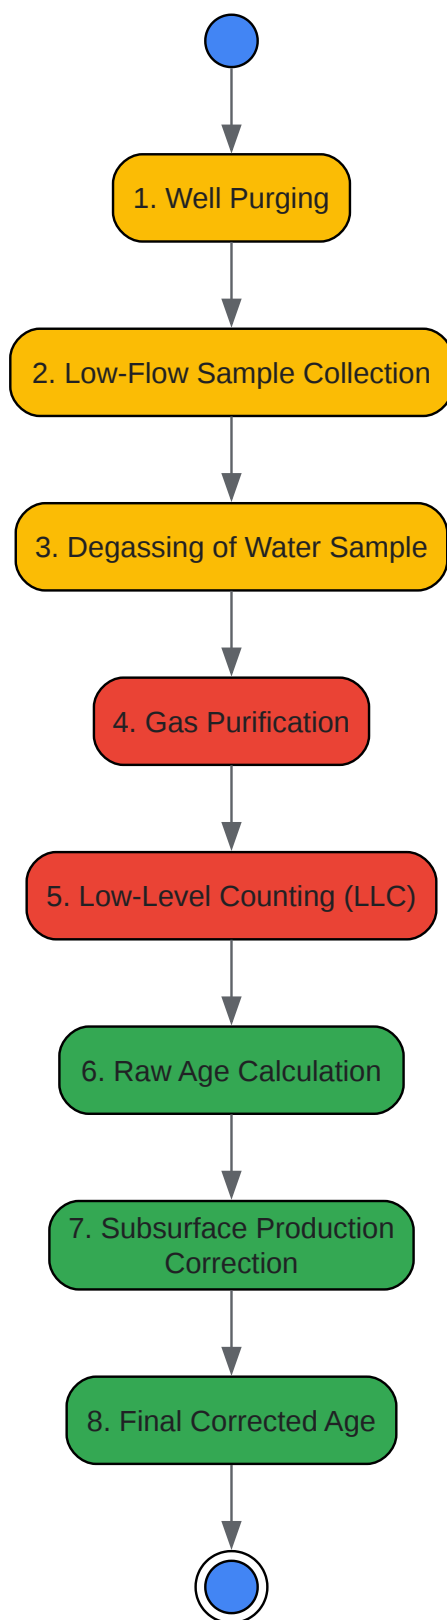 1. Well Purging
2. Low-Flow Sample Collection
3. Degassing of Water Sample
4. Gas Purification
5. Low-Level Counting (LLC)
6. Raw Age Calculation
7. Subsurface Production
Correction
8. Final Corrected Age